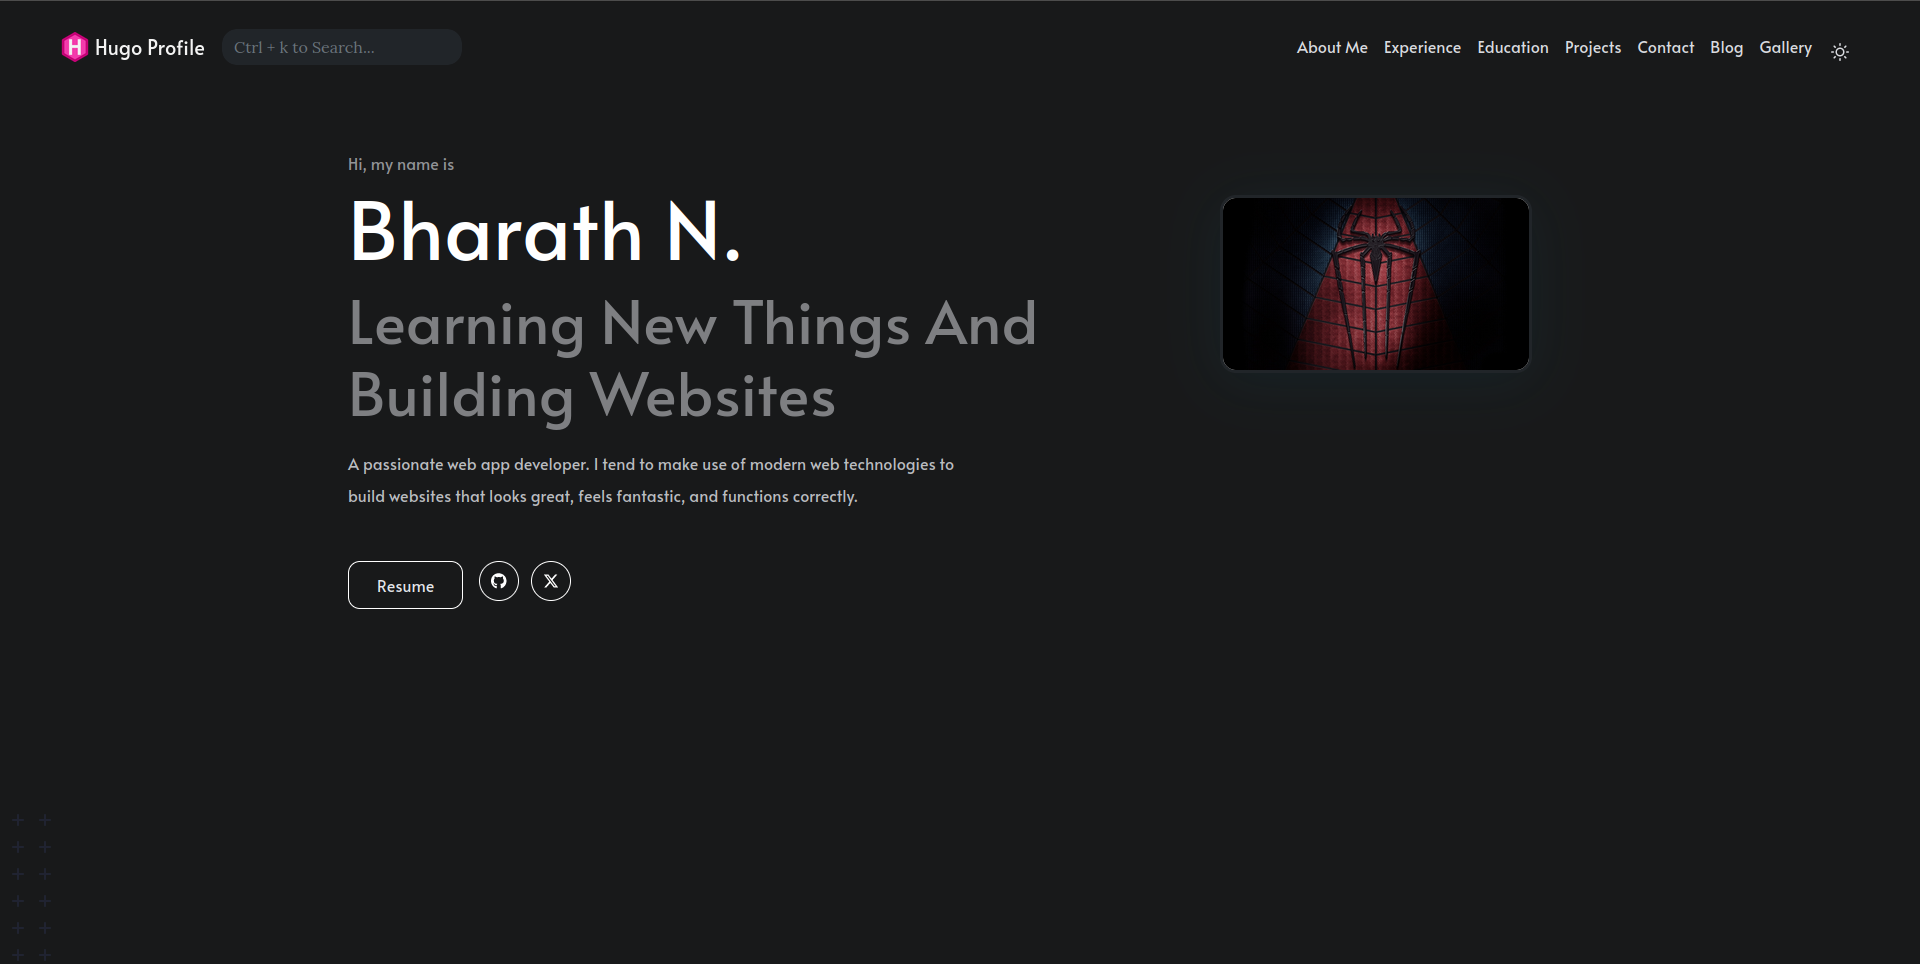 H Hugo Profile
Ctrl + k to Search...
About Me Experience Education Projects Contact Blog Gallery
Hi, my name is
Bharath N.
Learning New Things And
Building Websites
A passionate web app developer. I tend to make use of modern web technologies to
build websites that looks great, feels fantastic, and functions correctly.
Resume